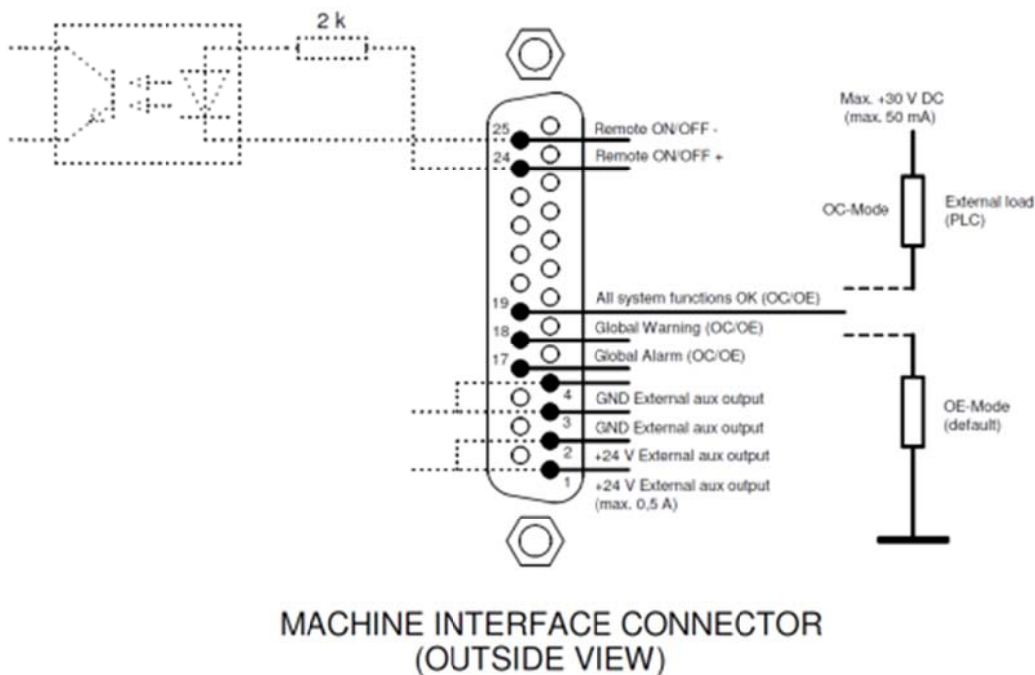 2 k
Max. +30 V DC
(max. 50 mA)
25
Remote ON/OFF -
24
Remote ON/OFF +
OC-Mode
External load
(PLC)
19
All system functions OK (OC/OE)
18
Global Warning (OC/OE)
17
Global Alarm (OC/OE)
4
GND External aux output
3
GND External aux output
OE-Mode
(default)
2
+24 V External aux output
1
+24 V External aux output
(max. 0,5 A)
MACHINE INTERFACE CONNECTOR
(OUTSIDE VIEW)